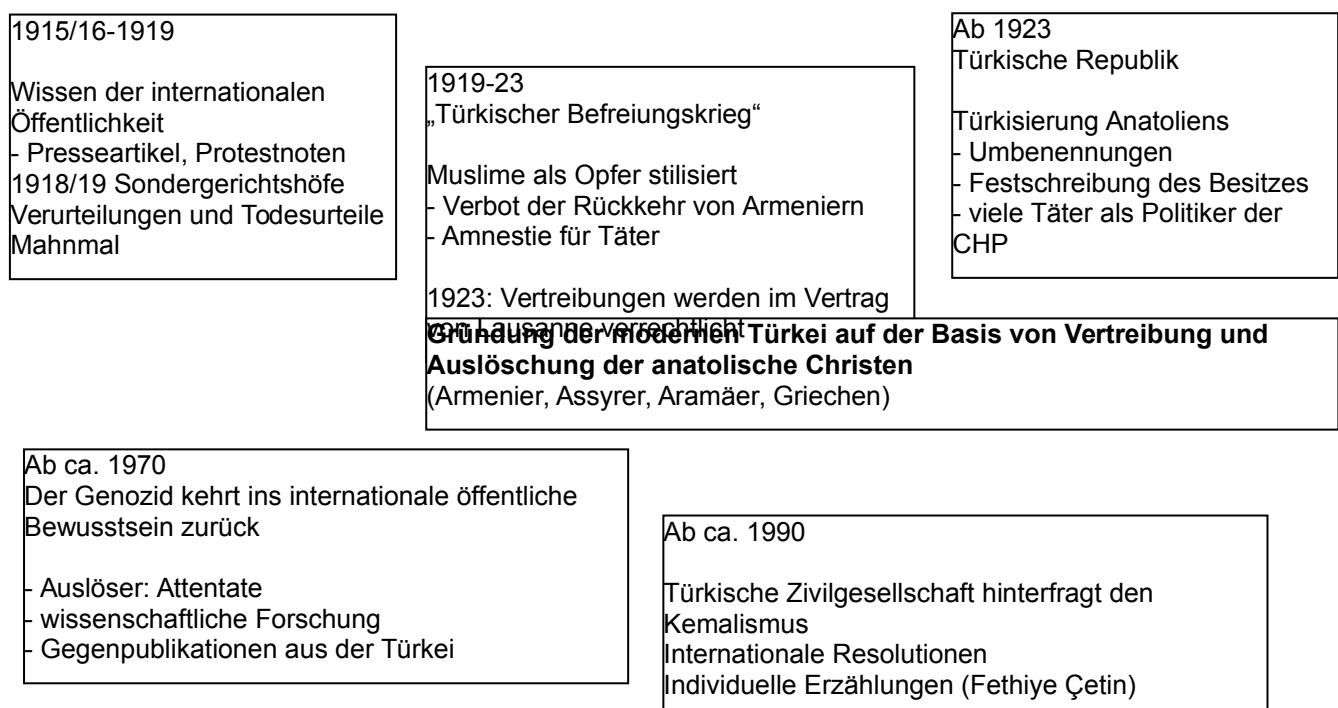 1915/16-1919
Wissen der internationalen
Öffentlichkeit
- Presseartikel, Protestnoten
1918/19 Sondergerichtshöfe
Verurteilungen und Todesurteile
Mahnmal
1919-23
„Türkischer Befreiungskrieg“
Muslime als Opfer stilisiert
- Verbot der Rückkehr von Armeniern
- Amnestie für Täter
1923: Vertreibungen werden im Vertrag
von Lausanne verrechtlicht
Ab 1923
Türkische Republik
Türkisierung Anatoliens
- Umbenennungen
- Festschreibung des Besitzes
- viele Täter als Politiker der
CHP
Gründung der modernen Türkei auf der Basis von Vertreibung und
Auslöschung der anatolische Christen
(Armenier, Assyrer, Aramäer, Griechen)
Ab ca. 1970
Der Genozid kehrt ins internationale öffentliche
Bewusstsein zurück
- Auslöser: Attentate
- wissenschaftliche Forschung
- Gegenpublikationen aus der Türkei
Ab ca. 1990
Türkische Zivilgesellschaft hinterfragt den
Kemalismus
Internationale Resolutionen
Individuelle Erzählungen (Fethiye Çetin)